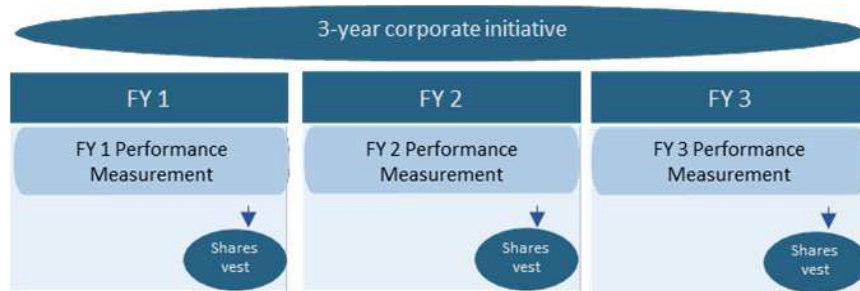 3-year corporate initiative
FY 1
FY 2
FY 3
FY 1 Performance
Measurement
FY 2 Performance
Measurement
FY 3 Performance
Measurement
Shares
vest
Shares
vest
Shares
vest